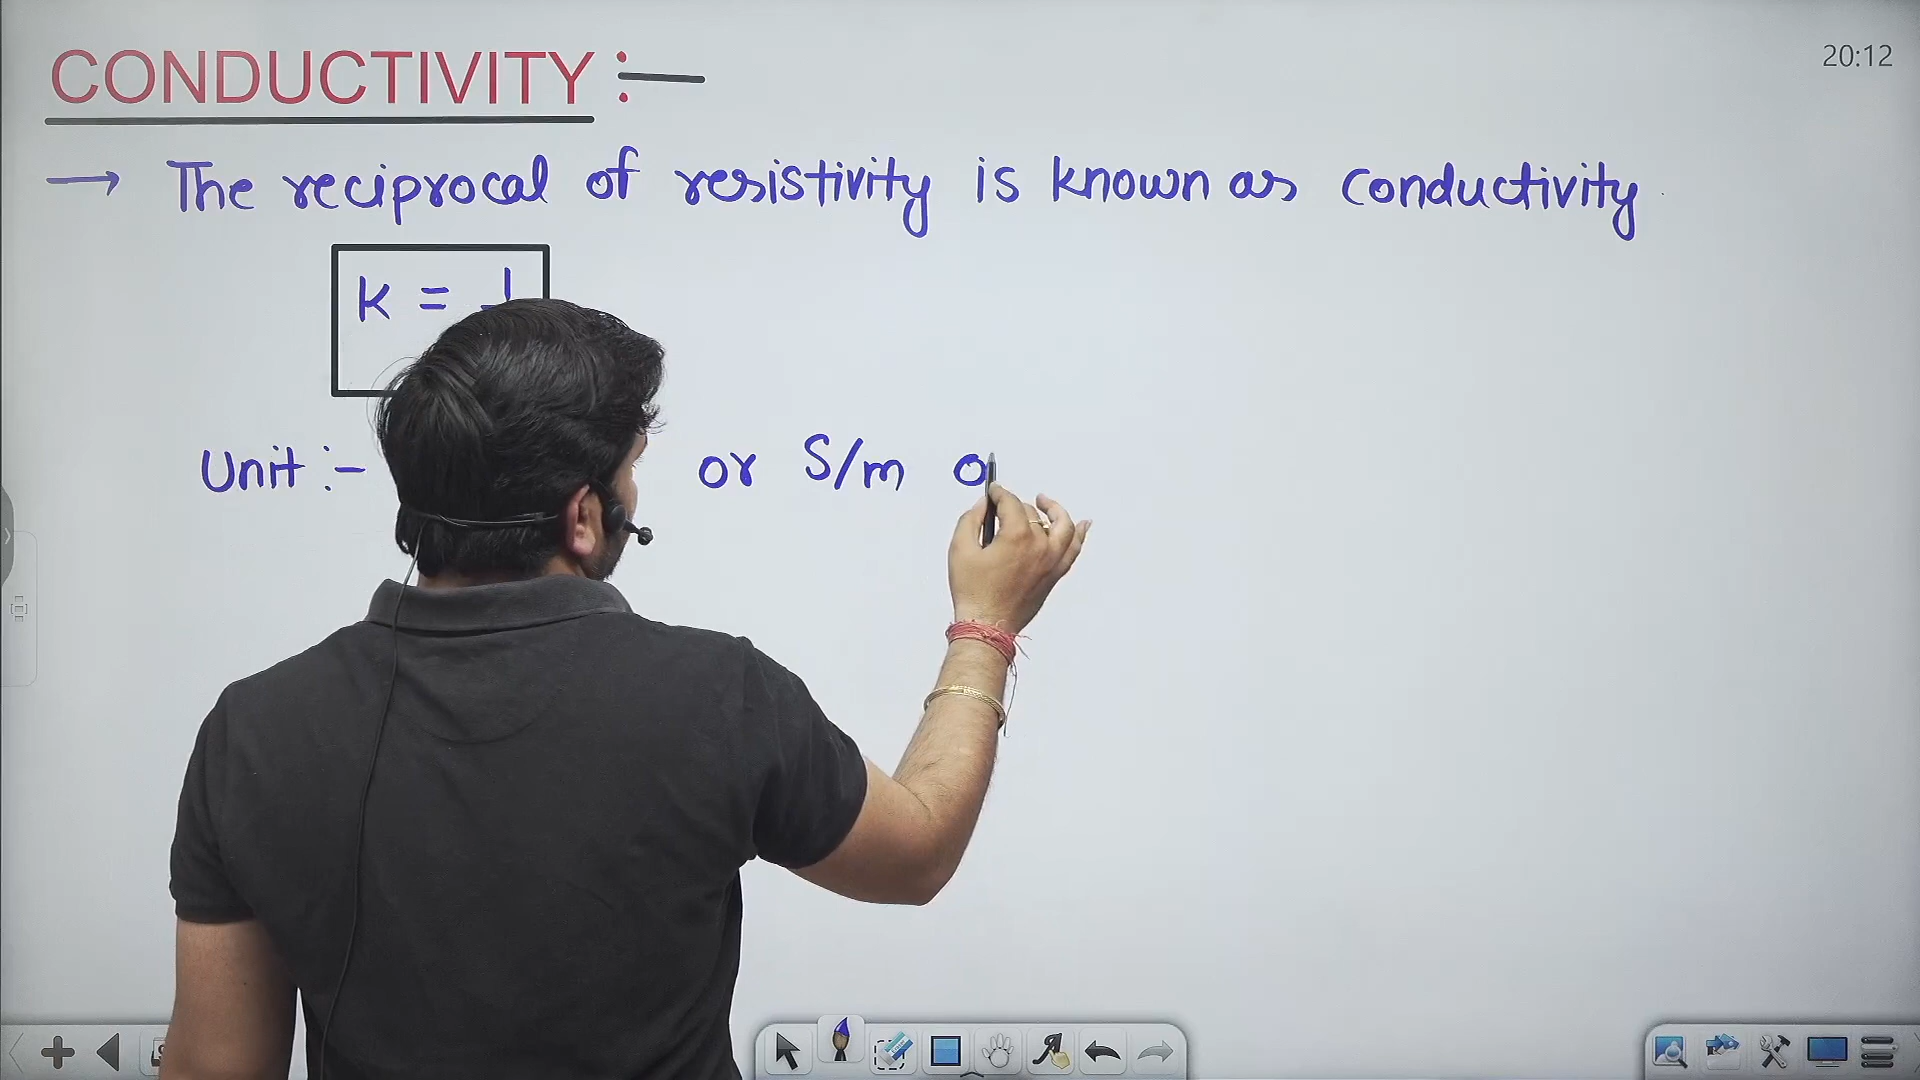 CONDUCTIVITY :-
20:12
→ The reciprocal of resistivity is known as conductivity
k = 1
Unit :- or S/m